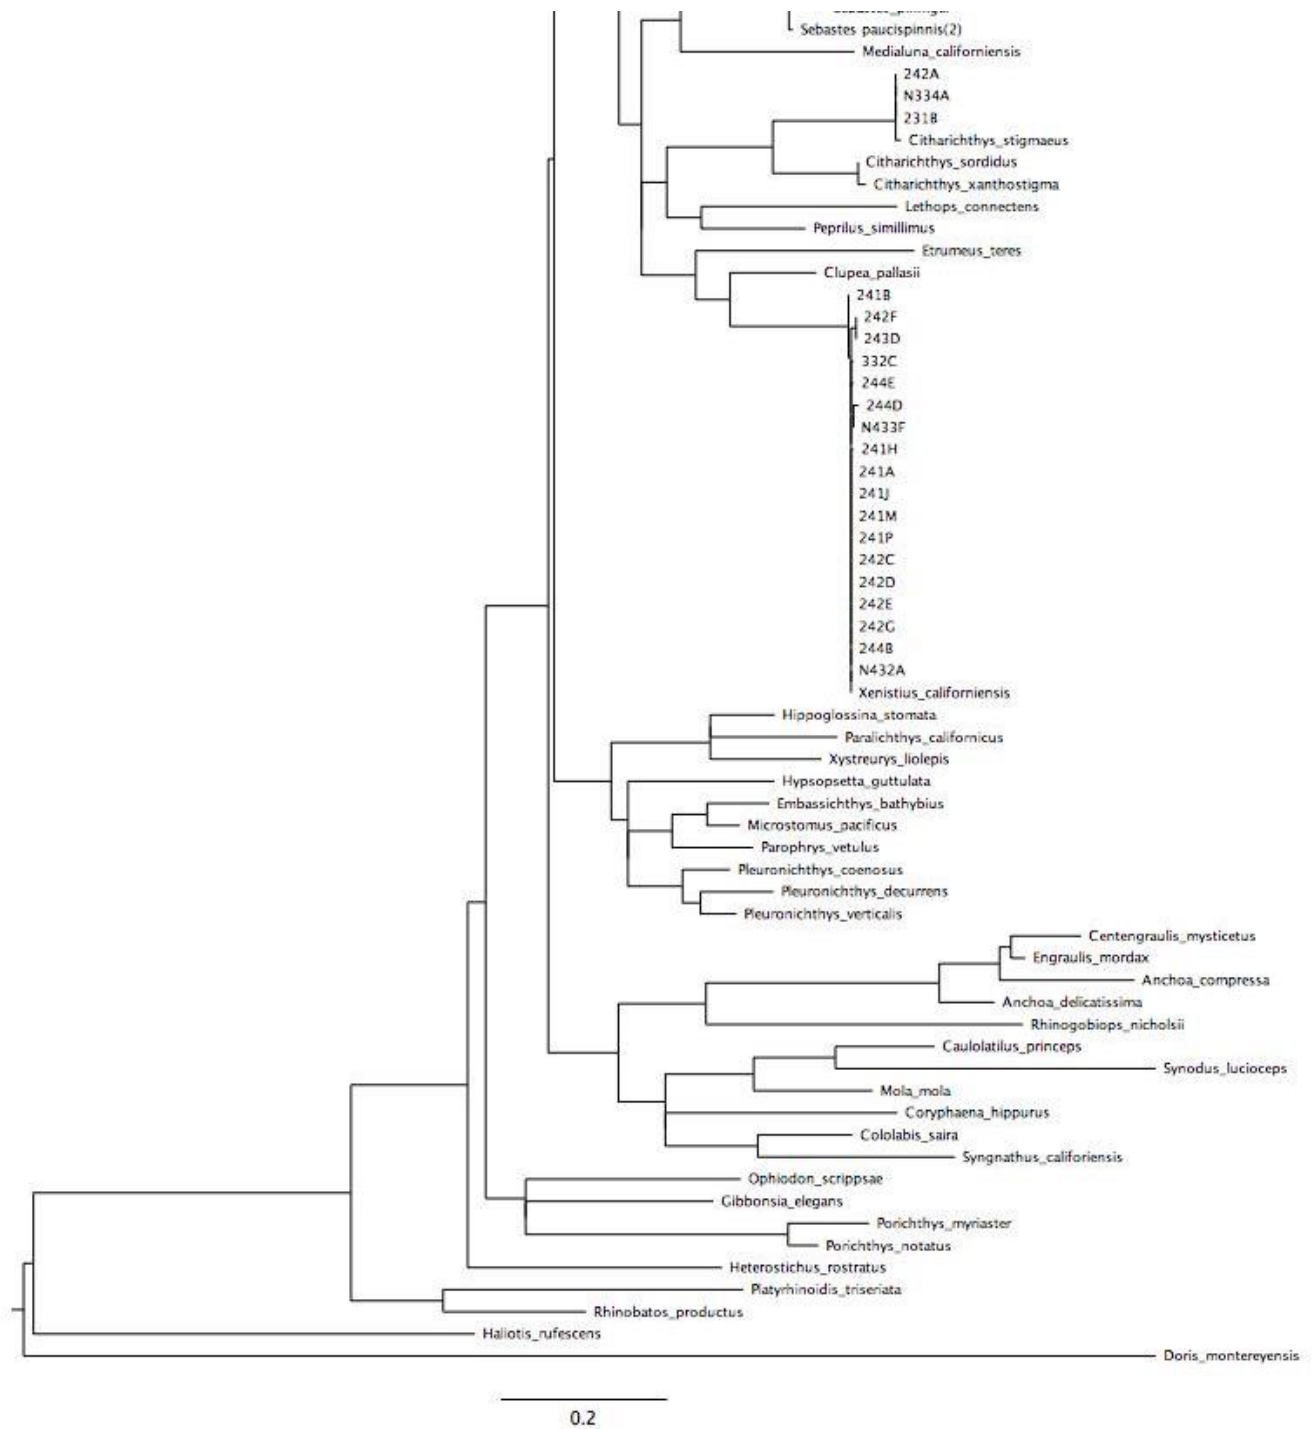 Sebastes paucispinnis(2)
Medialuna_californiensis
242A
N334A
231B
Citharichthys_stigmaeus
Citharichthys_sordidus
Citharichthys_xanthostigma
Lethops_connectens
Peprilus_simillimus
Etrumeus_teres
Clupea_pallasii
241B
242F
243D
332C
244E
244D
N433F
241H
241A
241J
241M
241P
242C
242D
242E
242G
244B
N432A
Xenistius_californiensis
Hippoglossina_stomata
Paralichthys_californicus
Xystreurys_liolepis
Hypsopsetta_guttulata
Embassichthys_bathybius
Microstomus_pacificus
Parophrys_vetulus
Pleuronichthys_coenosus
Pleuronichthys_decurrens
Pleuronichthys_verticalis
Centengraulis_mysticetus
Engraulis_mordax
Anchoa_compressa
Anchoa_delicatissima
Rhinogobiops_nicholsii
Caulolatilus_princeps
Synodus_lucioceps
Mola_mola
Coryphaena_hippurus
Cololabis_saira
Syngnathus_califoriensis
Ophiodon_scrippsae
Gibbonsia_elegans
Porichthys_myriaster
Porichthys_notatus
Heterostichus_rostratus
Platyrhinoidis_triseriata
Rhinobatos_productus
Haliotis_rufescens
Doris_montereyensis
0.2